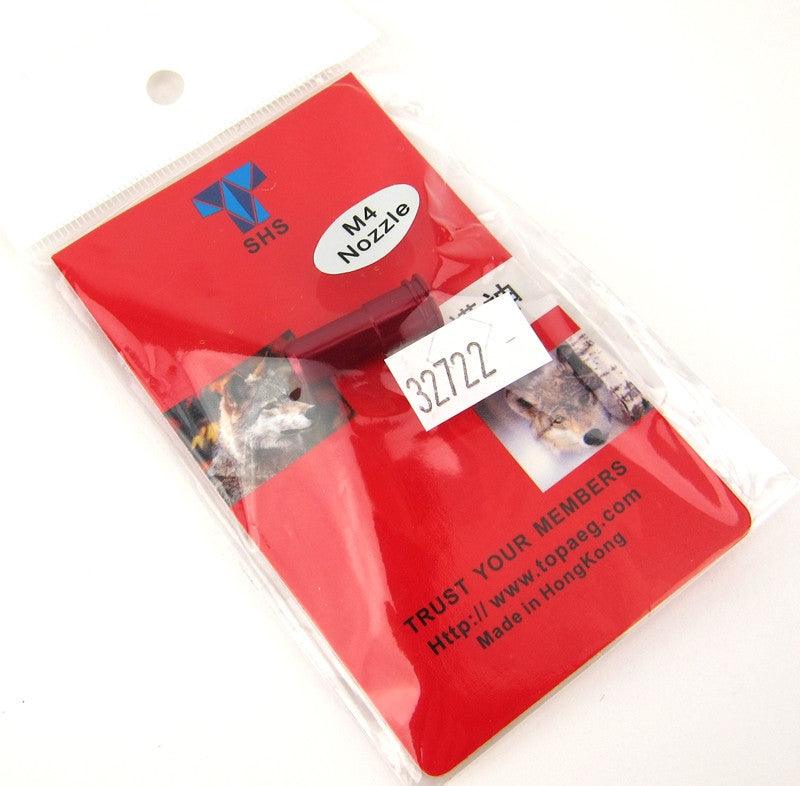 SHS
M4
Nozzle
32722 -
TRUST YOUR MEMBERS
Http:// www.topaeg.com
Made in HongKong